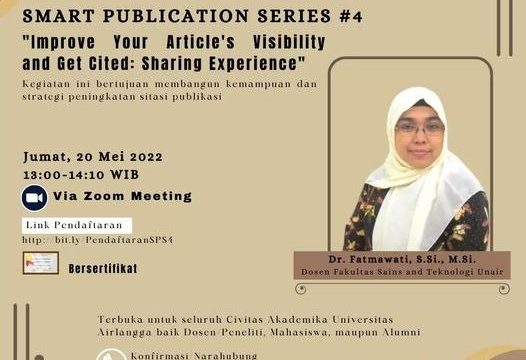 SMART PUBLICATION SERIES #4
"Improve Your Article's Visibility
and Get Cited: Sharing Experience"
Kegiatan ini bertujuan membangun kemampuan dan
strategi peningkatan sitasi publikasi
Jumat, 20 Mei 2022
13:00-14:10 WIB
Via Zoom Meeting
Link Pendaftaran
http://bit.ly/PendaftaranSPS4
Bersertifikat
Dr. Fatmawati, S.Si., M.Si.
Dosen Fakultas Sains and Teknologi Unair
Terbuka untuk seluruh Civitas Akademika Universitas
Airlangga baik Dosen/Peneliti, Mahasiswa, maupun Alumni
Konfirmasi/Narahubung